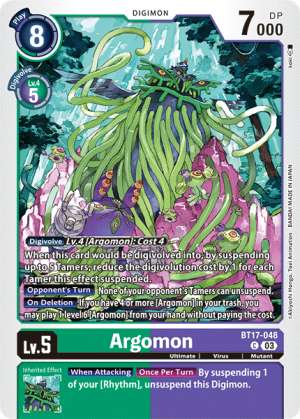 Play
8
DIGIMON
7000
DP
Digivolve
Lv.4
5
Digivolve Lv.4 [Argomon]: Cost 4
When this card would be digivolved into, by suspending
up to 5 Tamers, reduce the digivolution cost by 1 for each
Tamer this effect suspended.
Opponent's Turn None of your opponent's Tamers can unsuspend.
On Deletion If you have 4 or more [Argomon] in your trash, you
may play 1 level 6 [Argomon] from your hand without paying the cost.
©Akiyoshi Hongo, Toei Animation · BANDAI MADE IN JAPAN
Lv.5
Argomon
BT17-048
C 03
Ultimate Virus Mutant
Inherited Effect
When Attacking Once Per Turn By suspending 1
of your [Rhythm], unsuspend this Digimon.